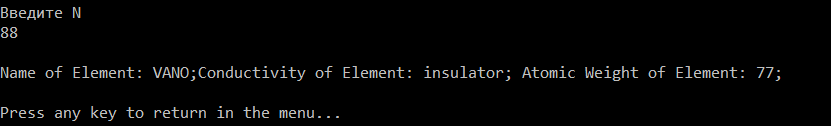 Введите N
88
Name of Element: VANO;Conductivity of Element: insulator; Atomic Weight of Element: 77;
Press any key to return in the menu...